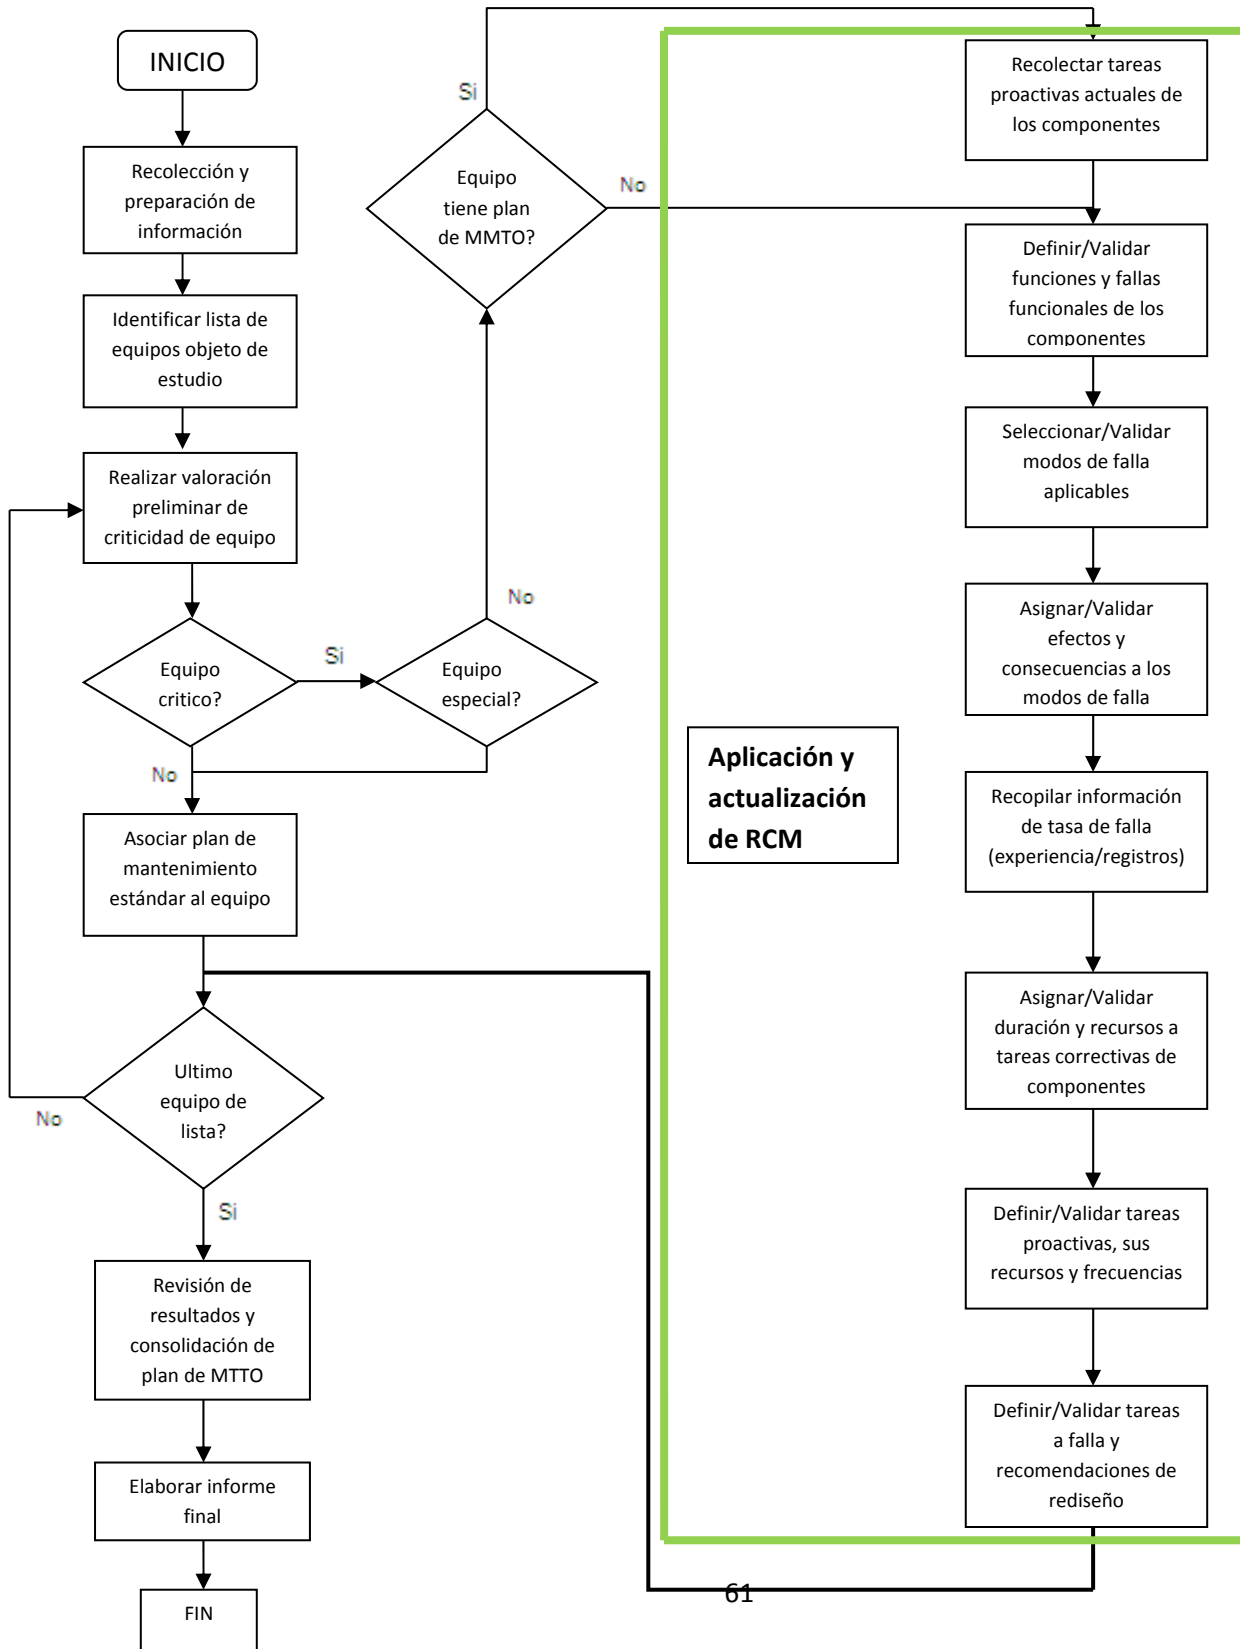 INICIO
Recolección y
preparación de
información
Identificar lista de
equipos objeto de
estudio
Realizar valoración
preliminar de
criticidad de equipo
Equipo
critico?
Si
No
Equipo
especial?
No
Asociar plan de
mantenimiento
estándar al equipo
Ultimo
equipo de
lista?
No
Si
Revisión de
resultados y
consolidación de
plan de MTTO
Elaborar informe
final
FIN
Equipo
tiene plan
de MMTO?
Si
No
Aplicación y
actualización
de RCM
Recolectar tareas
proactivas actuales de
los componentes
Definir/Validar
funciones y fallas
funcionales de los
componentes
Seleccionar/Validar
modos de falla
aplicables
Asignar/Validar
efectos y
consecuencias a los
modos de falla
Recopilar información
de tasa de falla
(experiencia/registros)
Asignar/Validar
duración y recursos a
tareas correctivas de
componentes
Definir/Validar tareas
proactivas, sus
recursos y frecuencias
Definir/Validar tareas
a falla y
recomendaciones de
rediseño
61